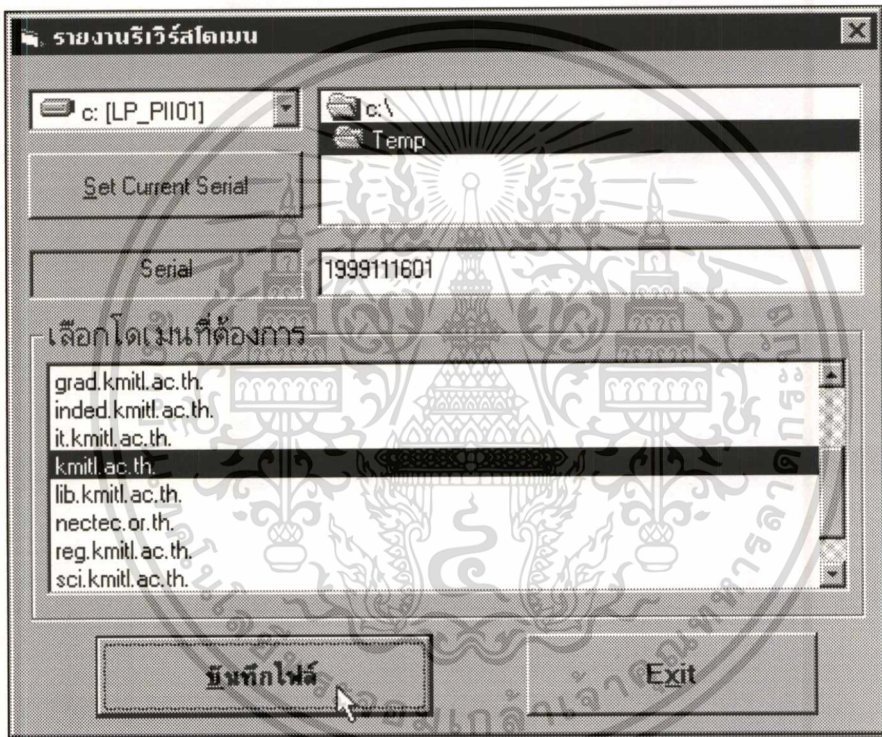 รายงานรีเวิร์สโดเมน
c: [LP_PII01]
c:\
Temp
Set Current Serial
Serial
1999111601
เลือกโดเมนที่ต้องการ
grad.kmitl.ac.th.
inded.kmitl.ac.th.
it.kmitl.ac.th.
kmitl.ac.th.
lib.kmitl.ac.th.
nectec.or.th.
reg.kmitl.ac.th.
sci.kmitl.ac.th.
บันทึกไฟล์
Exit